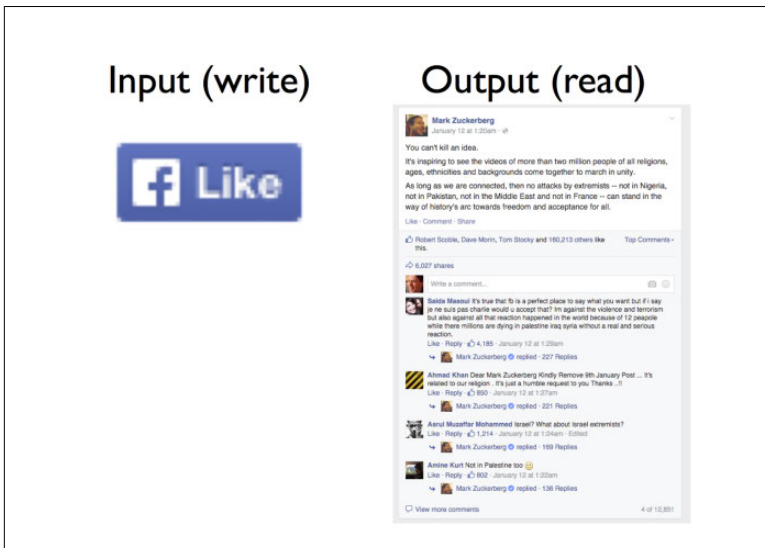 Input (write)
Output (read)
Like
Mark Zuckerberg
January 12 at 1:20am ·
You can't kill an idea.
It's inspiring to see the videos of more than two million people of all religions,
ages, ethnicities and backgrounds come together to march in unity.
As long as we are connected, then no attacks by extremists -- not in Nigeria,
not in Pakistan, not in the Middle East and not in France -- can stand in the
way of history's arc towards freedom and acceptance for all.
Like · Comment · Share
Robert Scoble, Dave Morin, Tom Stocky and 160,213 others like
this.
Top Comments
6,027 shares
Write a comment...
Saida Masoui It's true that fb is a perfect place to say what you want but if i say
je ne suis pas charlie would u accept that? Im against the violence and terrorism
but also against all that reaction happened in the world because of 12 peapole
while there millions are dying in palestine iraq syria without a real and serious
reaction.
Like · Reply · 4,185 · January 12 at 1:29am
Mark Zuckerberg replied · 227 Replies
Ahmad Khan Dear Mark Zuckerberg Kindly Remove 9th January Post ... It's
related to our religion . It's just a humble request to you Thanks ..!!
Like · Reply · 850 · January 12 at 1:27am
Mark Zuckerberg replied · 221 Replies
Asrul Muzaffar Mohammed Israel? What about Israel extremists?
Like · Reply · 1,214 · January 12 at 1:24am · Edited
Mark Zuckerberg replied · 169 Replies
Amine Kurt Not in Palestine too
Like · Reply · 802 · January 12 at 1:22am
Mark Zuckerberg replied · 136 Replies
View more comments
4 of 12,851